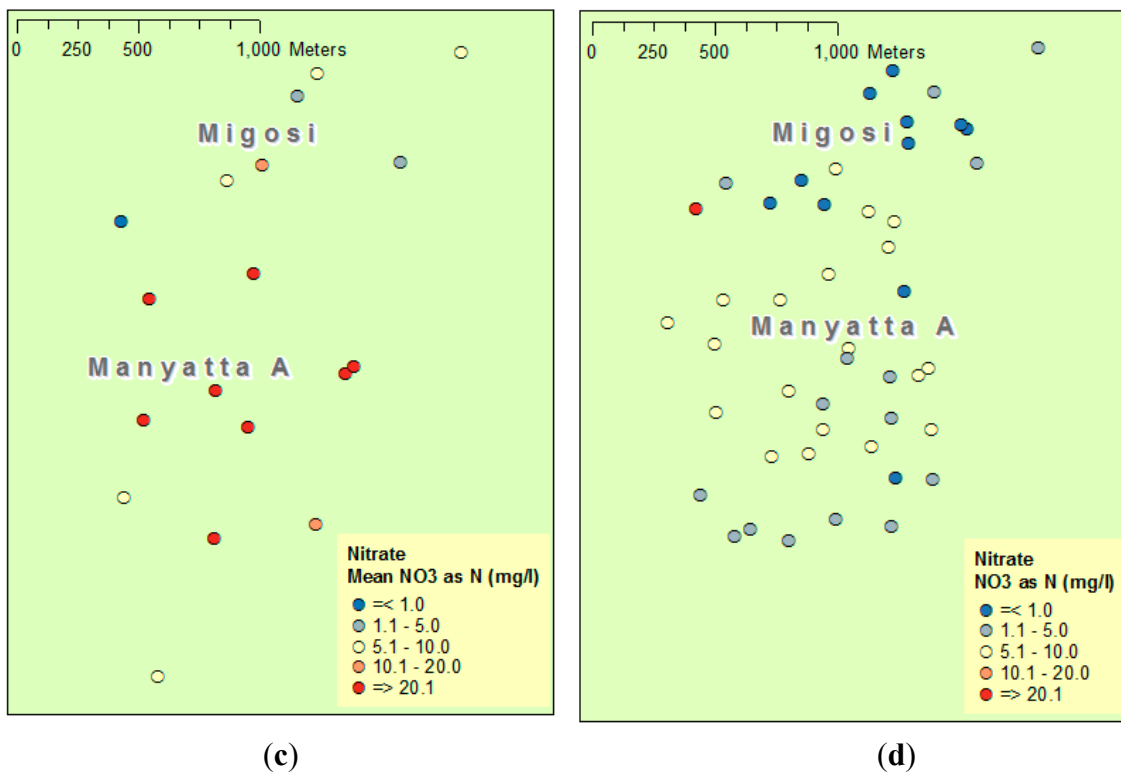 0 250 500 1,000 Meters
Migosi
Manyatta A
Nitrate
Mean NO3 as N (mg/l)
=< 1.0
1.1 - 5.0
5.1 - 10.0
10.1 - 20.0
=> 20.1
(c)
0 250 500 1,000 Meters
Migosi
Manyatta A
Nitrate
NO3 as N (mg/l)
=< 1.0
1.1 - 5.0
5.1 - 10.0
10.1 - 20.0
=> 20.1
(d)